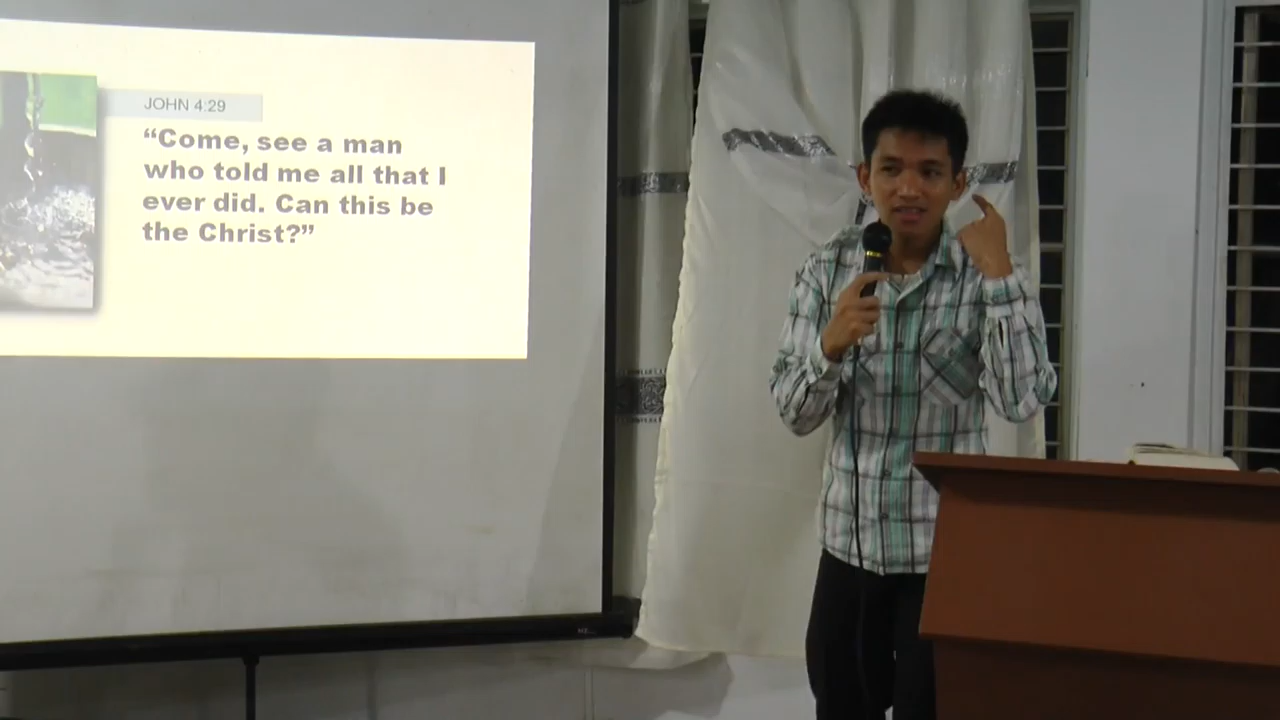 JOHN 4:29
“Come, see a man
who told me all that I
ever did. Can this be
the Christ?”